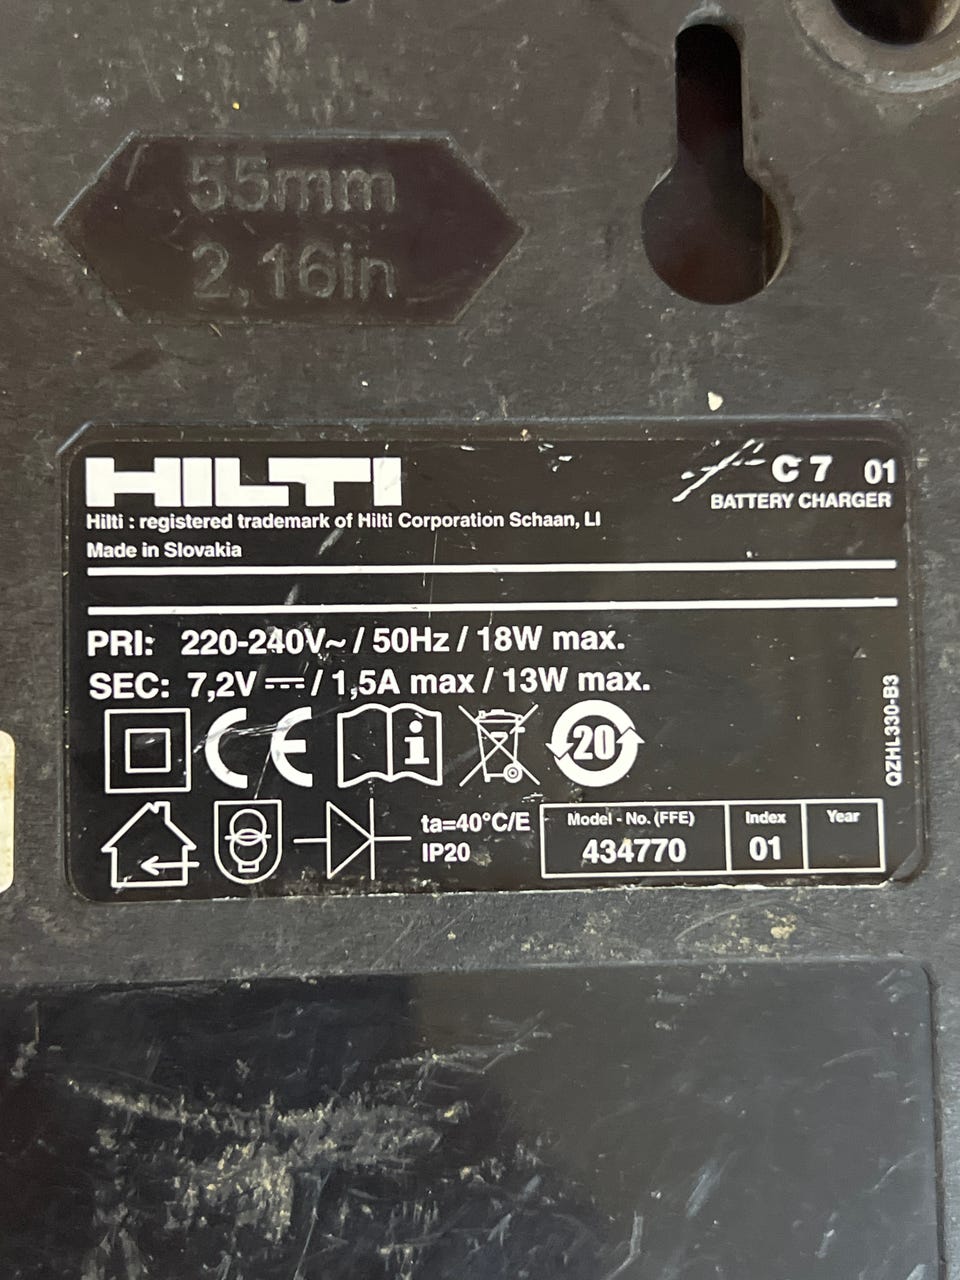 55mm
2,16in
HILTI
C 7 01
BATTERY CHARGER
Hilti : registered trademark of Hilti Corporation Schaan, LI
Made in Slovakia
PRI: 220-240V~ / 50Hz / 18W max.
SEC: 7,2V ⎓ / 1,5A max / 13W max.
QZHL330-B3
CE
i
20
ta=40°C/E
IP20
Model - No. (FFE)
434770
Index
01
Year